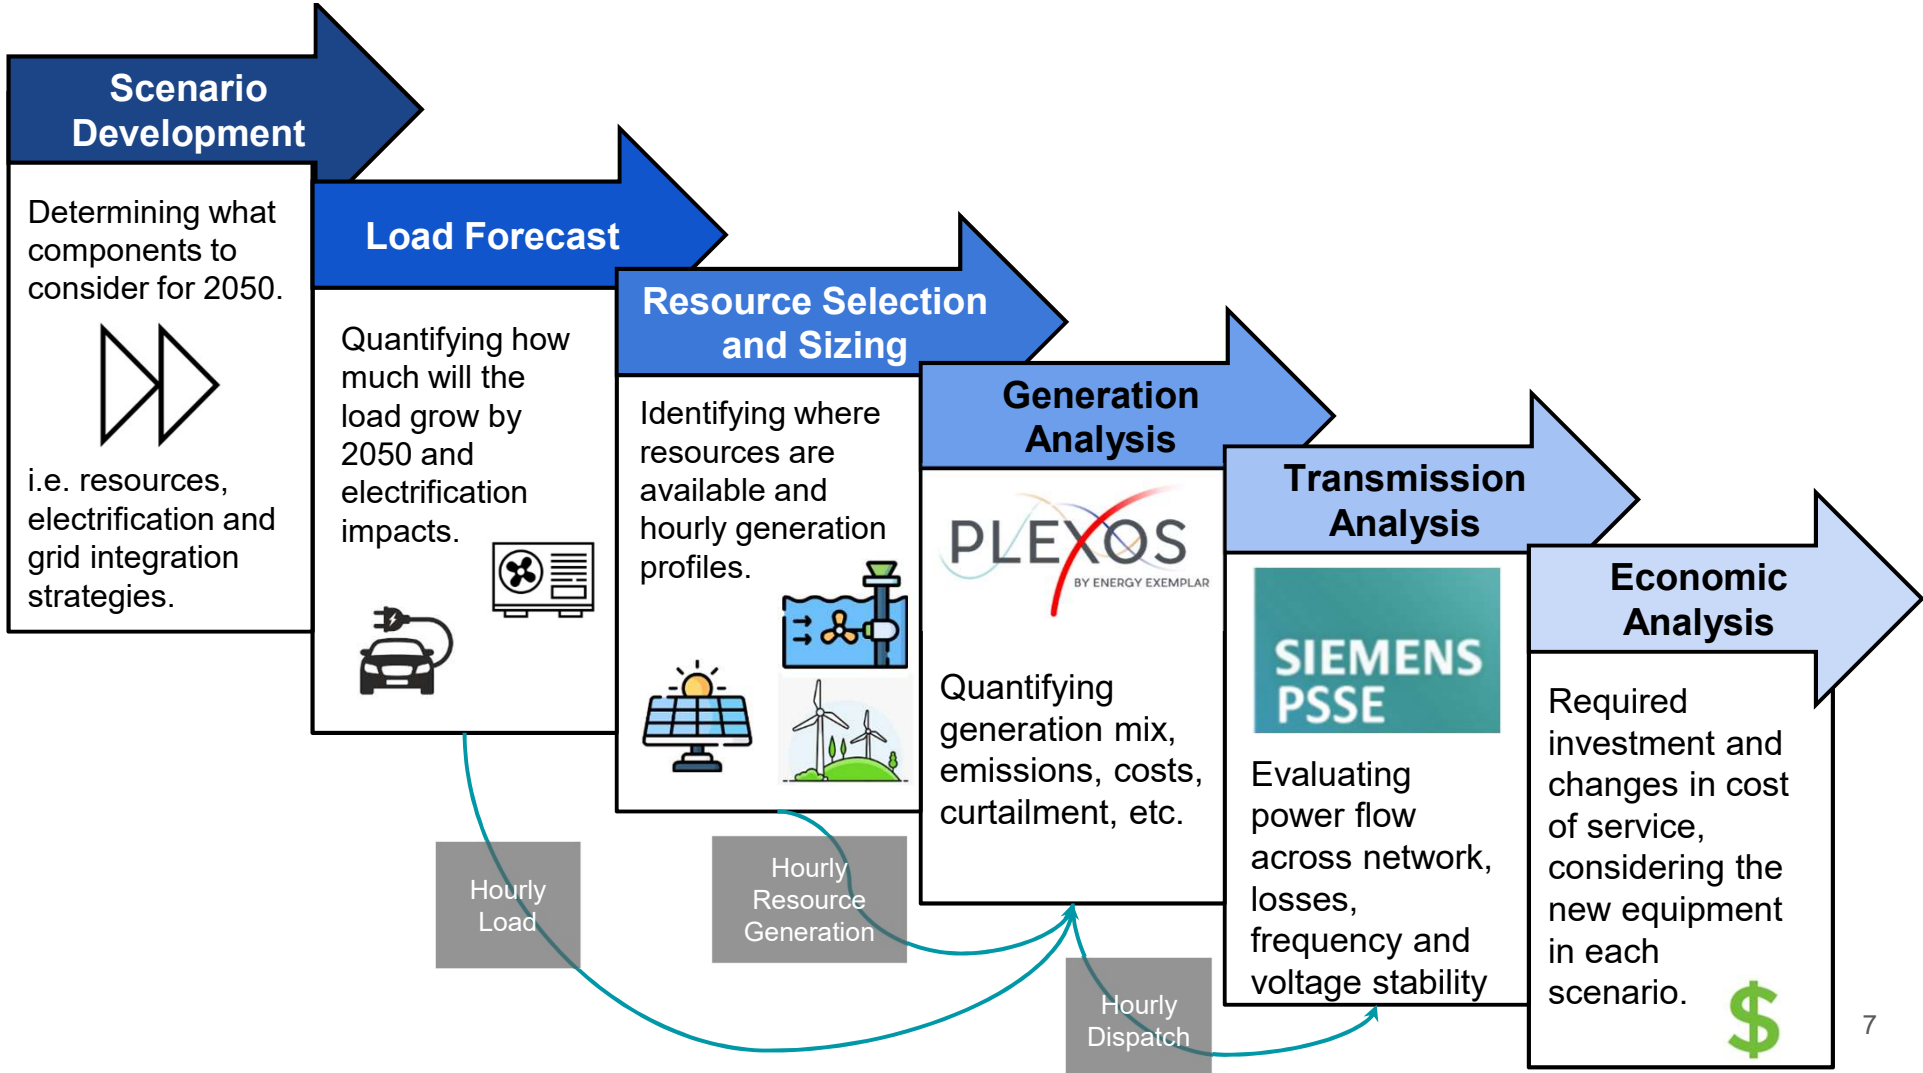 Scenario
Development
Determining what
components to
consider for 2050.
i.e. resources,
electrification and
grid integration
strategies.
Load Forecast
Quantifying how
much will the
load grow by
2050 and
electrification
impacts.
Resource Selection
and Sizing
Identifying where
resources are
available and
hourly generation
profiles.
Generation
Analysis
PLEXOS
BY ENERGY EXEMPLAR
Quantifying
generation mix,
emissions, costs,
curtailment, etc.
Transmission
Analysis
SIEMENS
PSSE
Evaluating
power flow
across network,
losses,
frequency and
voltage stability
Economic
Analysis
Required
investment and
changes in cost
of service,
considering the
new equipment
in each
scenario.
$
Hourly
Load
Hourly
Resource
Generation
Hourly
Dispatch
7